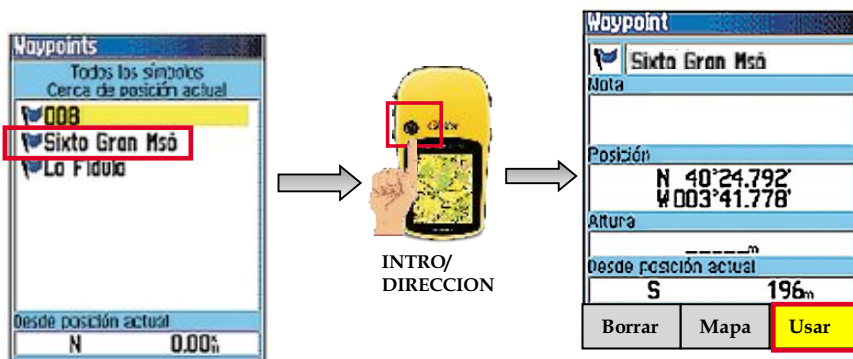 Waypoints
Todos los símbolos
Cerca de posición actual
008
Sixto Gran Msó
La Fídula
Desde posición actual
N 0.00
INTRO/
DIRECCION
Waypoint
Sixto Gran Msó
Nota
Posición
N 40°24.792'
W003°41.778'
Altura
_____m
Desde posición actual
S 196m
Borrar Mapa Usar